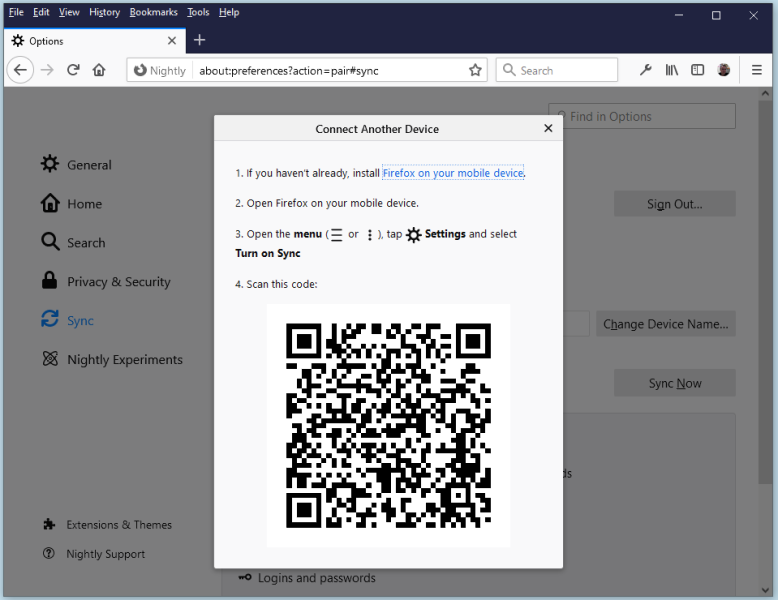 File Edit View History Bookmarks Tools Help
Options
Nightly about:preferences?action=pair#sync Search
Find in Options
Connect Another Device
1. If you haven't already, install Firefox on your mobile device.
2. Open Firefox on your mobile device.
3. Open the menu ( or ), tap Settings and select
Turn on Sync
4. Scan this code:
General
Home
Search
Privacy & Security
Sync
Nightly Experiments
Extensions & Themes
Nightly Support
Sign Out...
Change Device Name...
Sync Now
Logins and passwords